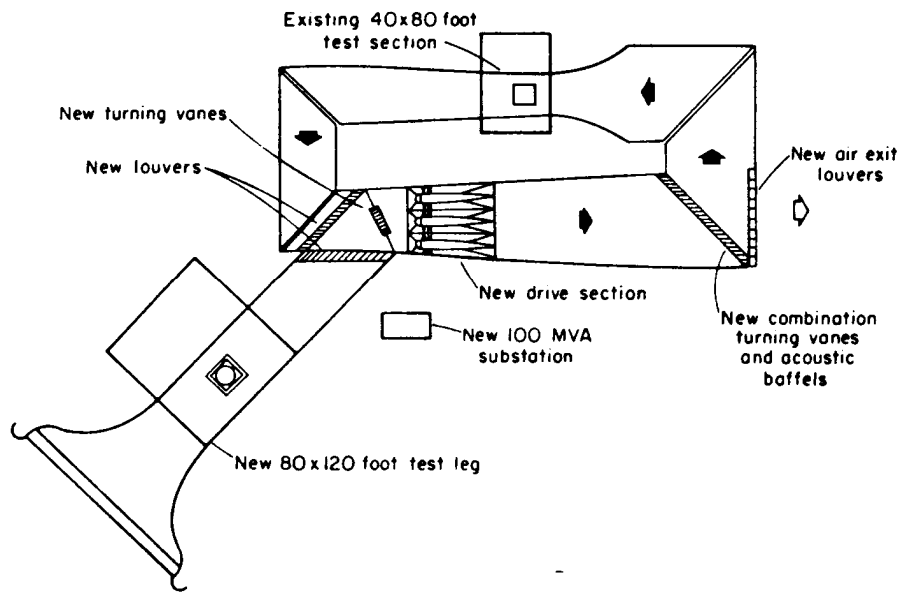 Existing 40x80 foot
test section
New turning vanes
New louvers
New air exit
louvers
New drive section
New 100 MVA
substation
New combination
turning vanes
and acoustic
baffels
New 80x120 foot test leg